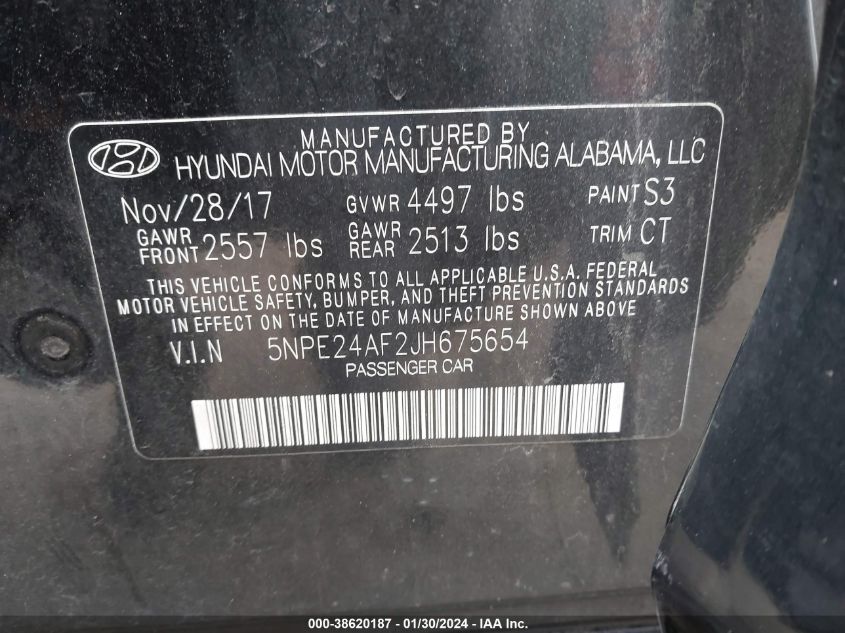 MANUFACTURED BY
HYUNDAI MOTOR MANUFACTURING ALABAMA, LLC
Nov/28/17 GVWR 4497 lbs PAINT S3
GAWR FRONT 2557 lbs GAWR REAR 2513 lbs TRIM CT
THIS VEHICLE CONFORMS TO ALL APPLICABLE U.S.A. FEDERAL
MOTOR VEHICLE SAFETY, BUMPER, AND THEFT PREVENTION STANDARDS
IN EFFECT ON THE DATE OF MANUFACTURE SHOWN ABOVE
V.I.N 5NPE24AF2JH675654
PASSENGER CAR
000-38620187 - 01/30/2024 - IAA Inc.